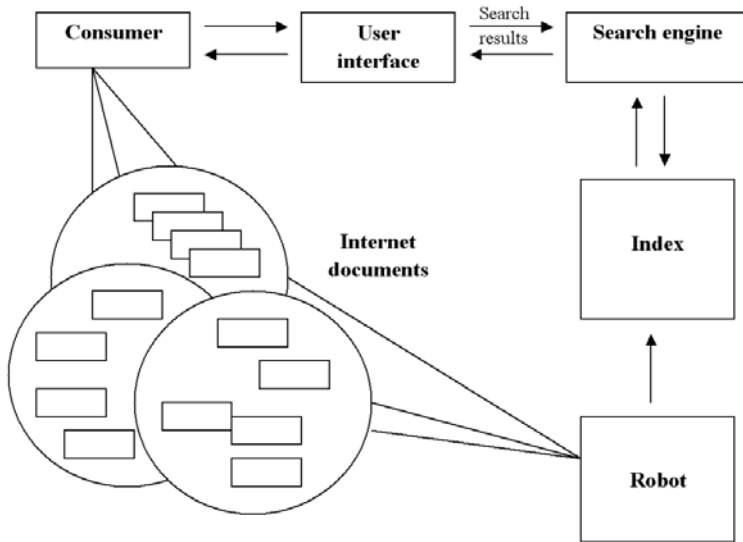 Consumer
User
interface
Search
results
Search engine
Internet
documents
Index
Robot